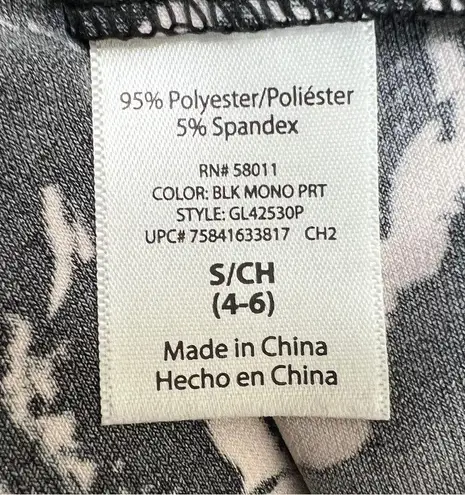 95% Polyester/Poliéster
5% Spandex
RN# 58011
COLOR: BLK MONO PRT
STYLE: GL42530P
UPC# 75841633817 CH2
S/CH
(4-6)
Made in China
Hecho en China